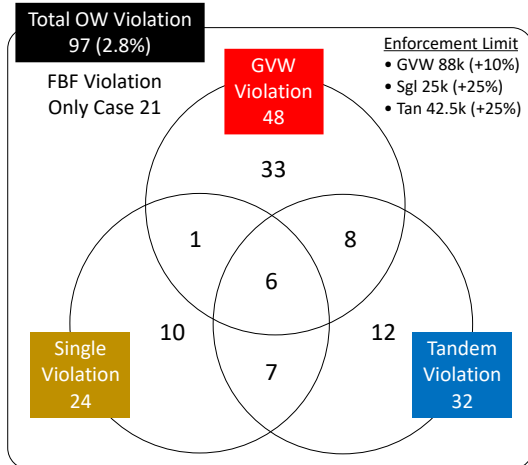 Total OW Violation
97 (2.8%)
FBF Violation
Only Case 21
GVW
Violation
48
Enforcement Limit
• GVW 88k (+10%)
• Sgl 25k (+25%)
• Tan 42.5k (+25%)
33
1
8
6
10
12
7
Single
Violation
24
Tandem
Violation
32